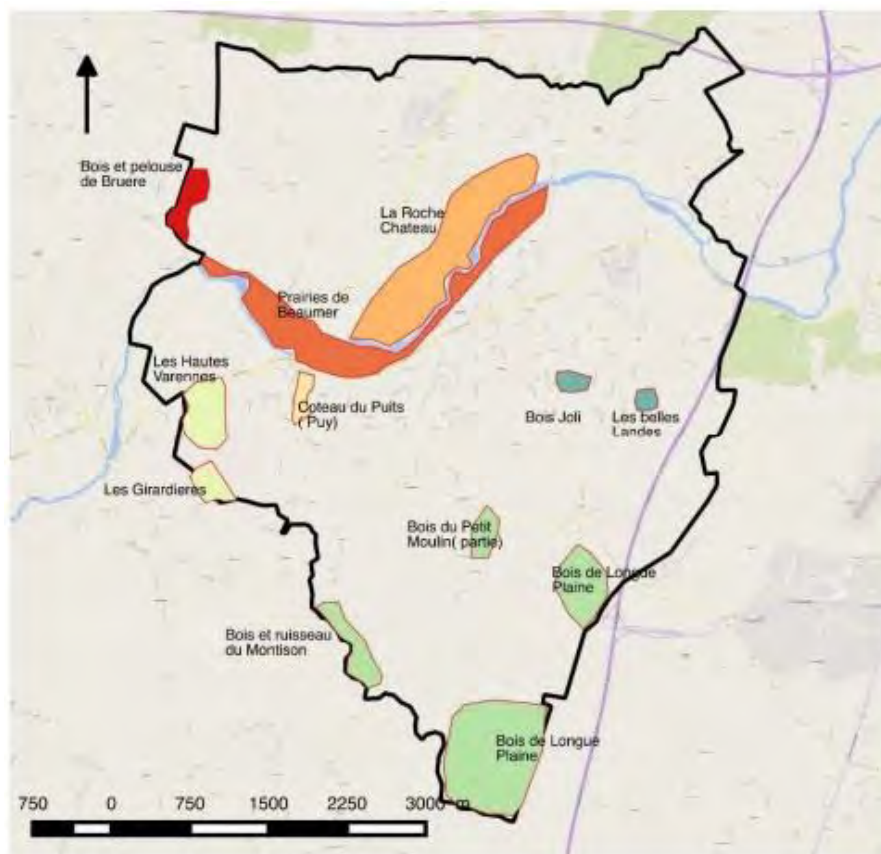 Bois et pelouse
de Bruere
La Roche
Chateau
Prairies de
Beaumer
Les Hautes
Varennes
Coteau du Puits
( Puy)
Bois Joli
Les belles
Landes
Les Girardieres
Bois du Petit
Moulin( partie)
Bois de Longue
Plaine
Bois et ruisseau
du Montison
Bois de Longue
Plaine
750 0 750 1500 2250 3000 m